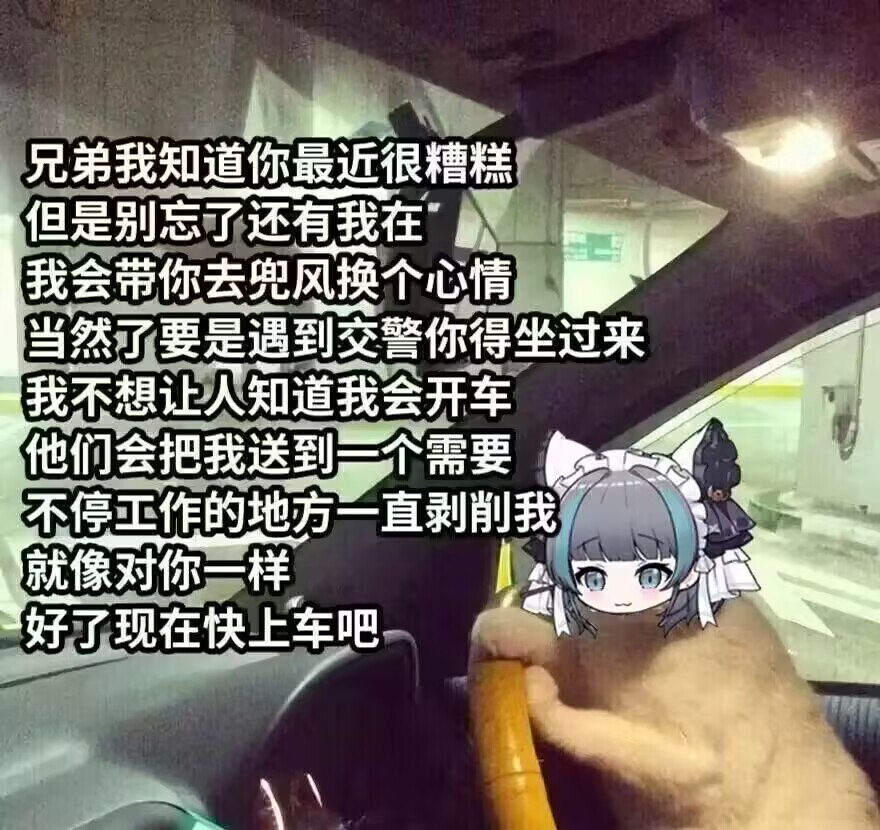 兄弟我知道你最近很糟糕
但是别忘了还有我在
我会带你去兜风换个心情
当然了要是遇到交警你得坐过来
我不想让人知道我会开车
他们会把我送到一个需要
不停工作的地方一直剥削我
就像对你一样
好了现在快上车吧